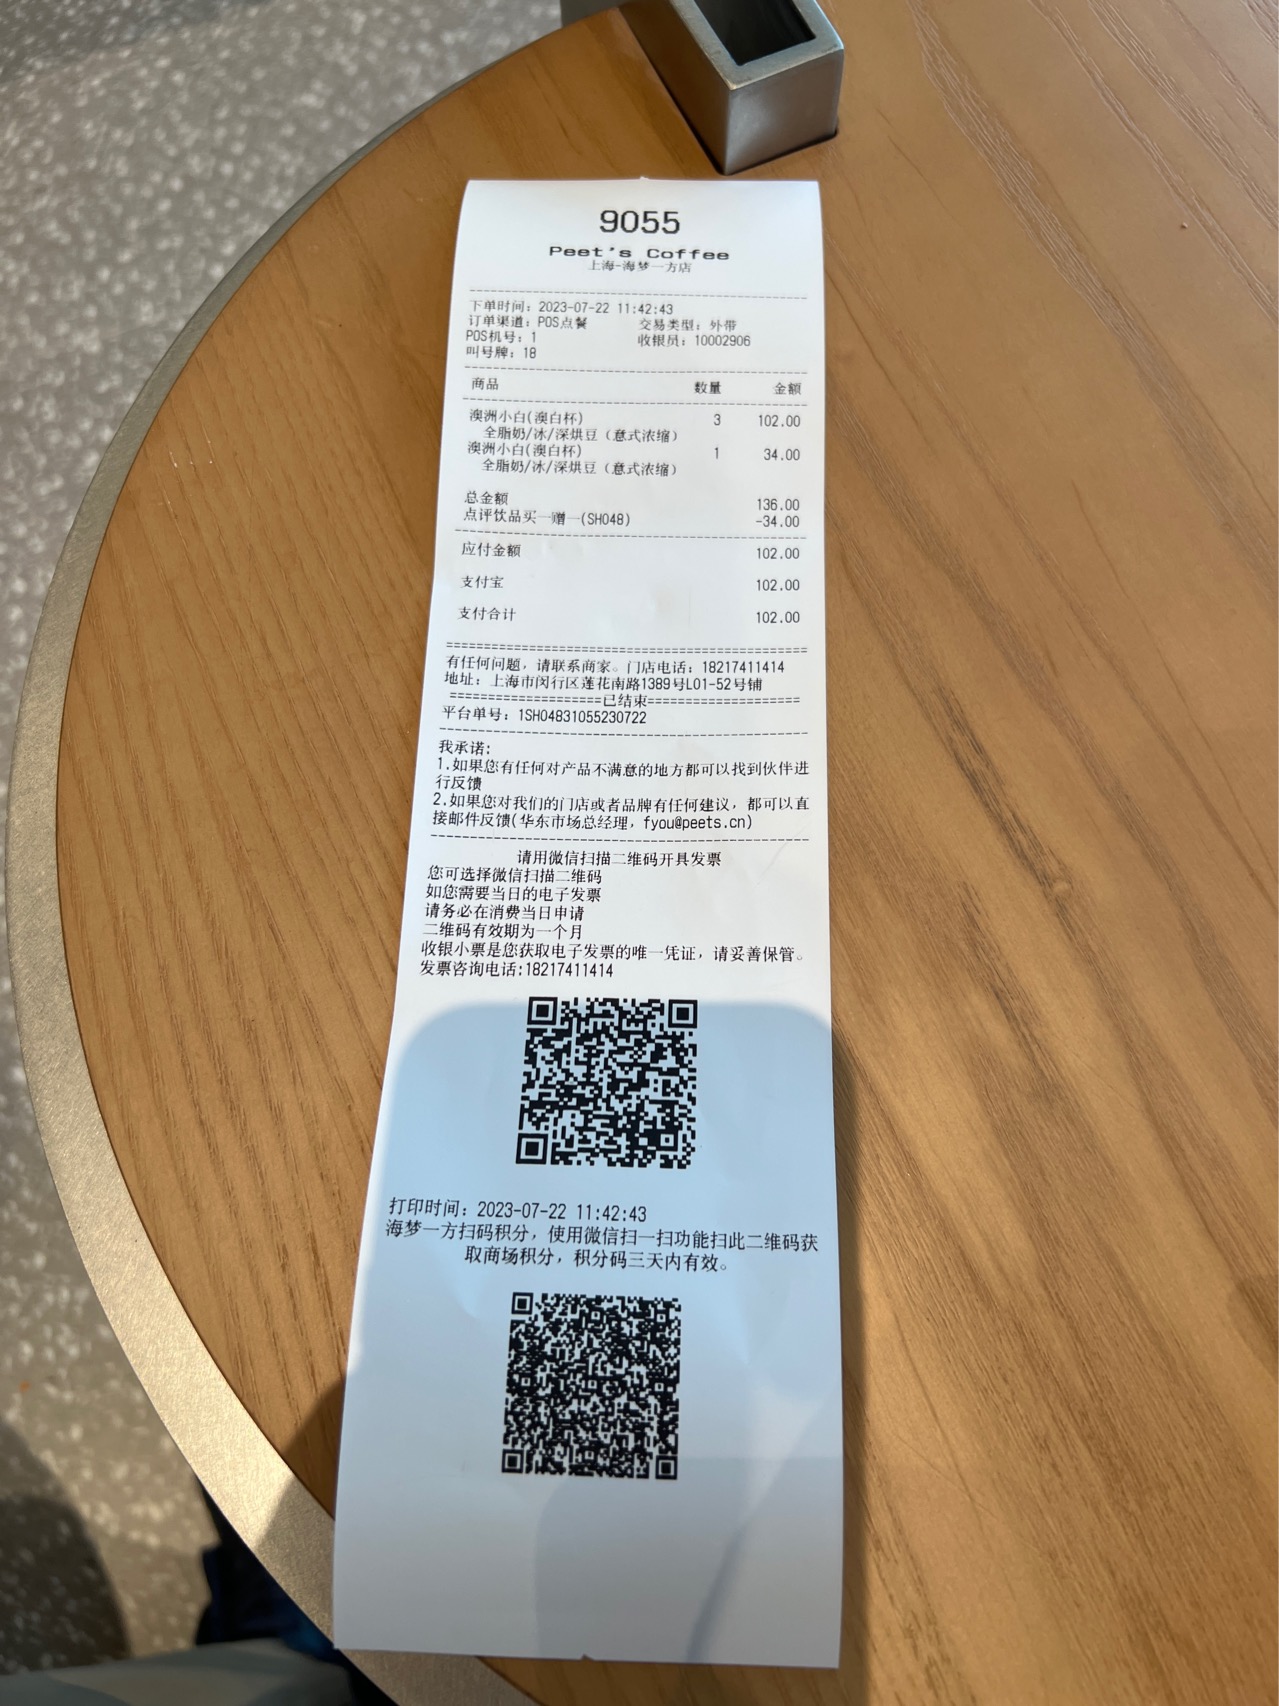 9055
Peet's Coffee
上海-海梦一方店
下单时间：2023-07-22 11:42:43
订单渠道：POS点餐 交易类型：外带
POS机号：1 收银员：10002906
叫号牌：18
商品 数量 金额
澳洲小白(澳白杯) 3 102.00
全脂奶/冰/深烘豆（意式浓缩）
澳洲小白(澳白杯) 1 34.00
全脂奶/冰/深烘豆（意式浓缩）
总金额 136.00
点评饮品买一赠一(SH048) -34.00
应付金额 102.00
支付宝 102.00
支付合计 102.00
有任何问题，请联系商家。门店电话：18217411414
地址：上海市闵行区莲花南路1389号L01-52号铺
====================已结束====================
平台单号：1SH04831055230722
我承诺:
1.如果您有任何对产品不满意的地方都可以找到伙伴进
行反馈
2.如果您对我们的门店或者品牌有任何建议，都可以直
接邮件反馈(华东市场总经理，fyou@peets.cn)
请用微信扫描二维码开具发票
您可选择微信扫描二维码
如您需要当日的电子发票
请务必在消费当日申请
二维码有效期为一个月
收银小票是您获取电子发票的唯一凭证，请妥善保管。
发票咨询电话:18217411414
打印时间：2023-07-22 11:42:43
海梦一方扫码积分，使用微信扫一扫功能扫此二维码获
取商场积分，积分码三天内有效。